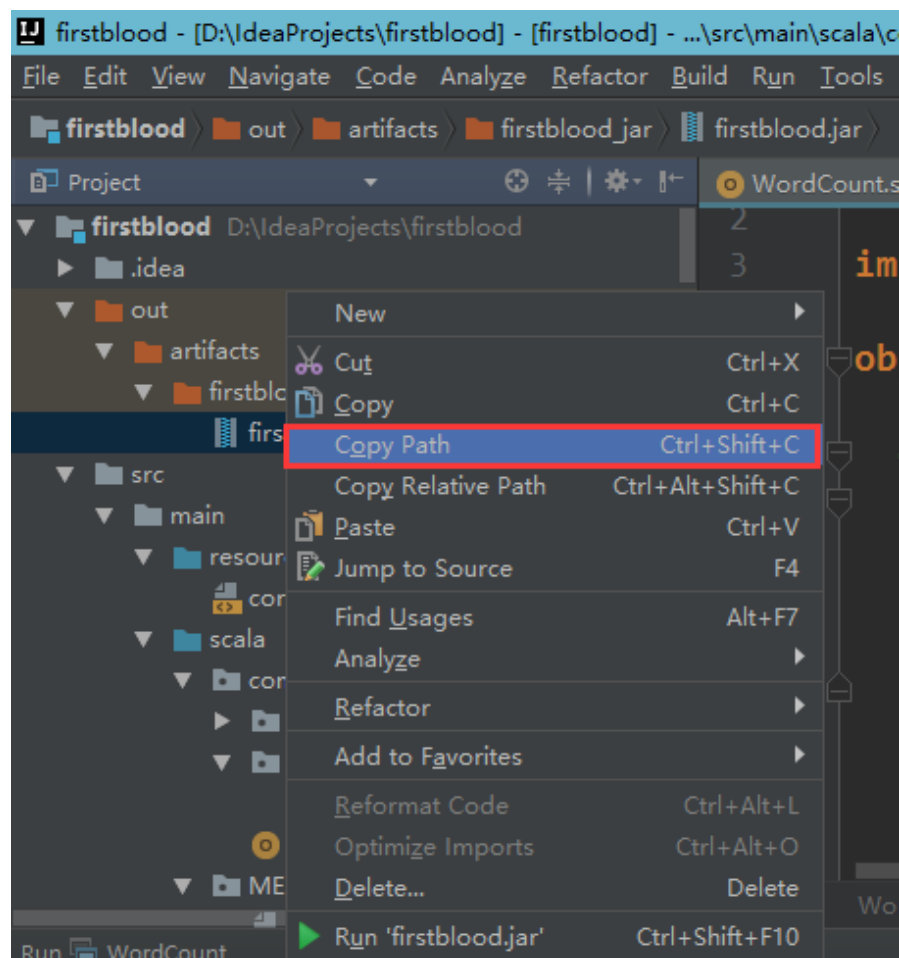 firstblood - [D:\IdeaProjects\firstblood] - [firstblood] - ...\src\main\scala\c
File Edit View Navigate Code Analyze Refactor Build Run Tools
firstblood out artifacts firstblood_jar firstblood.jar
Project WordCount.s
firstblood D:\IdeaProjects\firstblood 2
.idea 3 im
out New
artifacts Cut Ctrl+X ob
firstblo Copy Ctrl+C
firs Copy Path Ctrl+Shift+C
src Copy Relative Path Ctrl+Alt+Shift+C
main Paste Ctrl+V
resour Jump to Source F4
cor Find Usages Alt+F7
scala Analyze
cor Refactor
Add to Favorites
Reformat Code Ctrl+Alt+L
Optimize Imports Ctrl+Alt+O
ME Delete... Delete
Wo
Run WordCount Run 'firstblood.jar' Ctrl+Shift+F10